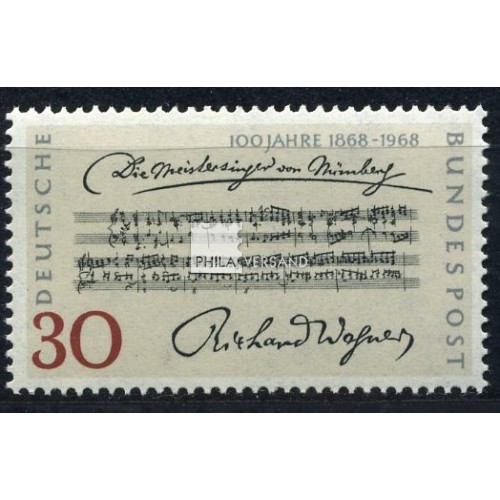 100 JAHRE 1868-1968
Die Meistersinger von Nürnberg
DEUTSCHE
BUNDESPOST
PHILA VERSAND
30
Richard Wagner